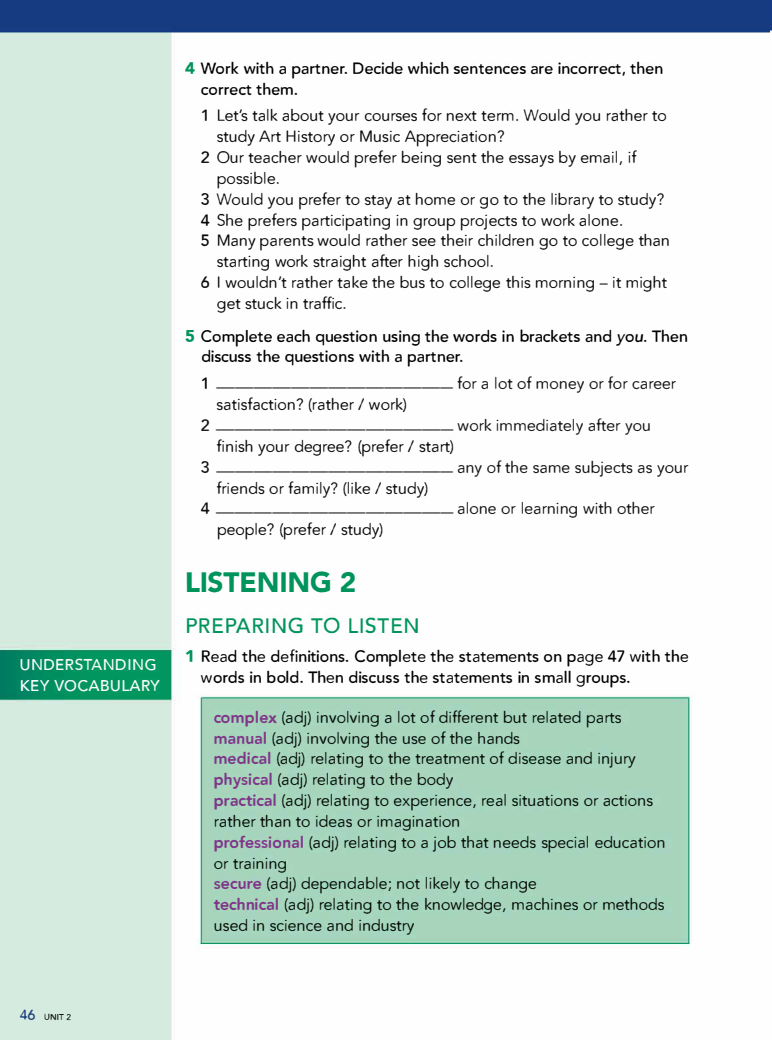 4 Work with a partner. Decide which sentences are incorrect, then
correct them.
1 Let's talk about your courses for next term. Would you rather to
study Art History or Music Appreciation?
2 Our teacher would prefer being sent the essays by email, if
possible.
3 Would you prefer to stay at home or go to the library to study?
4 She prefers participating in group projects to work alone.
5 Many parents would rather see their children go to college than
starting work straight after high school.
6 I wouldn't rather take the bus to college this morning – it might
get stuck in traffic.
5 Complete each question using the words in brackets and you. Then
discuss the questions with a partner.
1 ____________________ for a lot of money or for career
satisfaction? (rather / work)
2 ____________________ work immediately after you
finish your degree? (prefer / start)
3 ____________________ any of the same subjects as your
friends or family? (like / study)
4 ____________________ alone or learning with other
people? (prefer / study)
LISTENING 2
PREPARING TO LISTEN
UNDERSTANDING
KEY VOCABULARY
1 Read the definitions. Complete the statements on page 47 with the
words in bold. Then discuss the statements in small groups.
complex (adj) involving a lot of different but related parts
manual (adj) involving the use of the hands
medical (adj) relating to the treatment of disease and injury
physical (adj) relating to the body
practical (adj) relating to experience, real situations or actions
rather than to ideas or imagination
professional (adj) relating to a job that needs special education
or training
secure (adj) dependable; not likely to change
technical (adj) relating to the knowledge, machines or methods
used in science and industry
46 UNIT 2